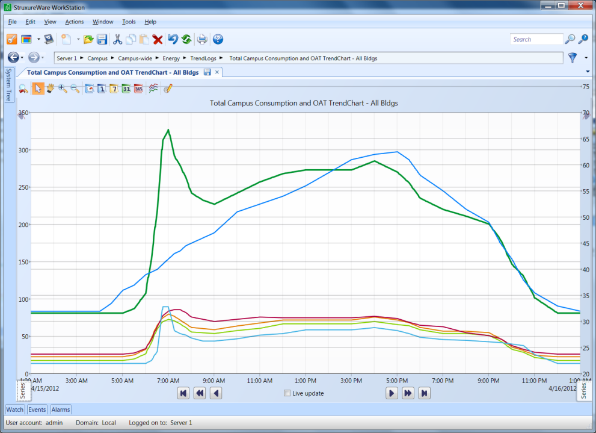 StruxureWare WorkStation
File Edit View Actions Window Tools Help
Search
Server 1 Campus Campus-wide Energy TrendLogs Total Campus Consumption and OAT TrendChart - All Bldgs
System Tree
Total Campus Consumption and OAT TrendChart - All Bldgs
Total Campus Consumption and OAT TrendChart - All Bldgs
350
300
250
200
150
100
50
0
75
70
65
60
55
50
45
40
35
30
25
20
1:00 AM 3:00 AM 5:00 AM 7:00 AM 9:00 AM 11:00 AM 1:00 PM 3:00 PM 5:00 PM 7:00 PM 9:00 PM 11:00 PM
4/15/2012 4/16/2012
Series
Series
Live update
Watch Events Alarms
User account: admin Domain: Local Logged on to: Server 1